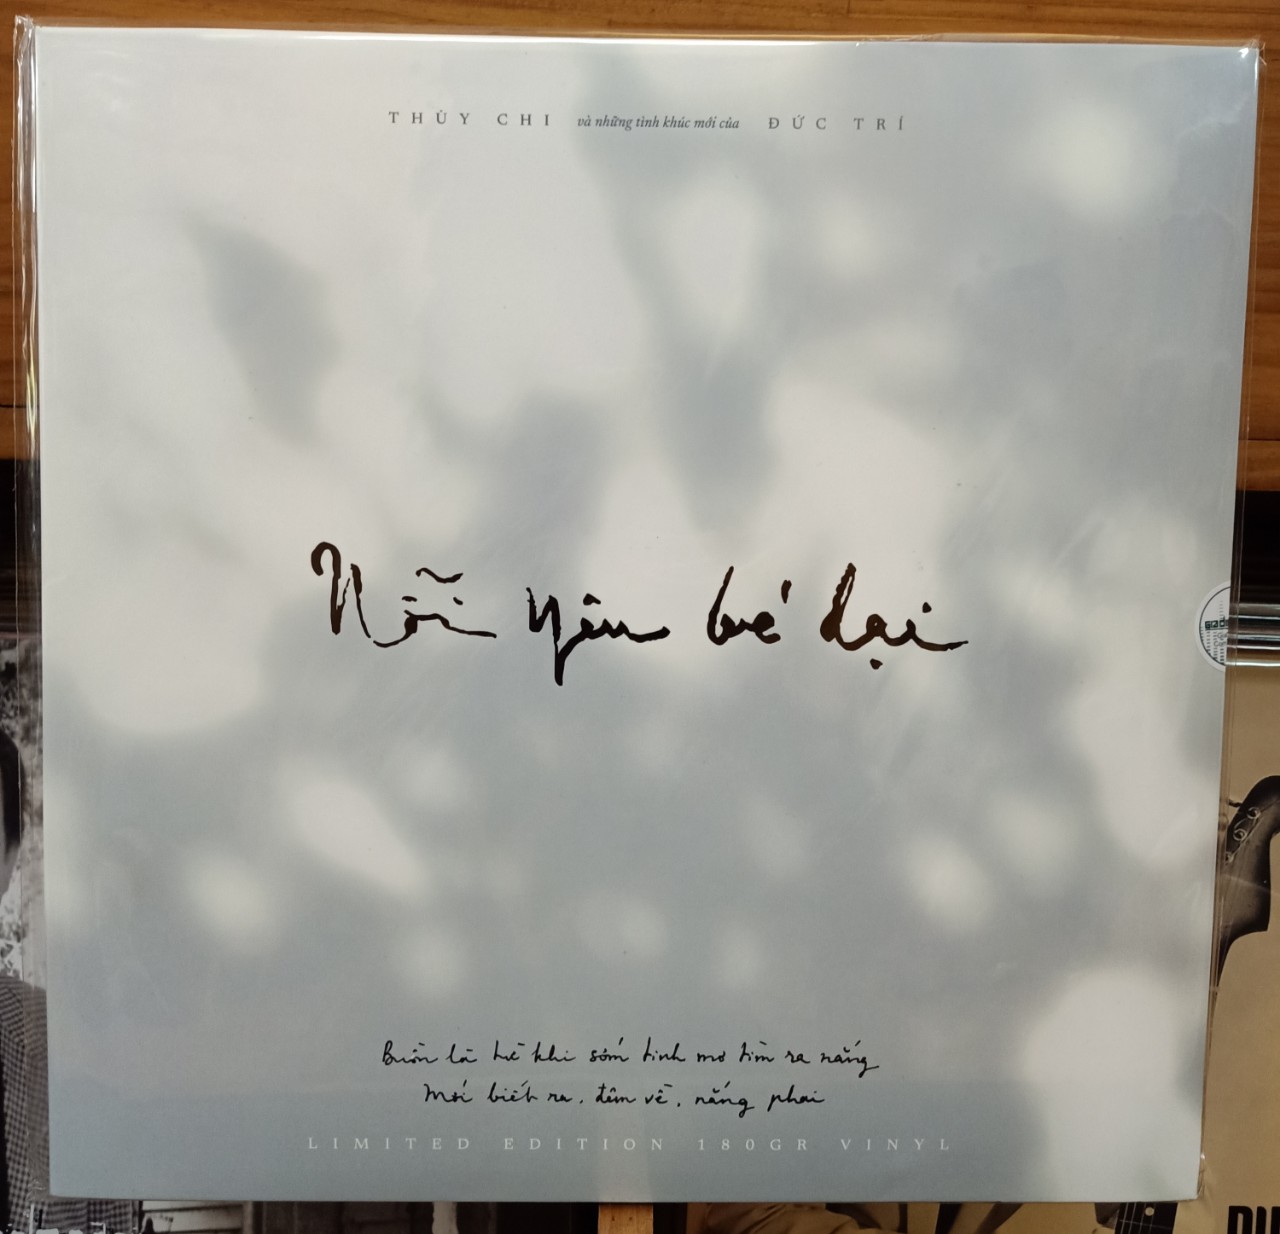 THÙY CHI và những tình khúc mới của ĐỨC TRÍ
Nỗi yêu bé dại
Buồn là từ khi sớm tinh mơ tìm ra nắng
Mới biết ra, đêm về, nắng phai
LIMITED EDITION 180GR VINYL